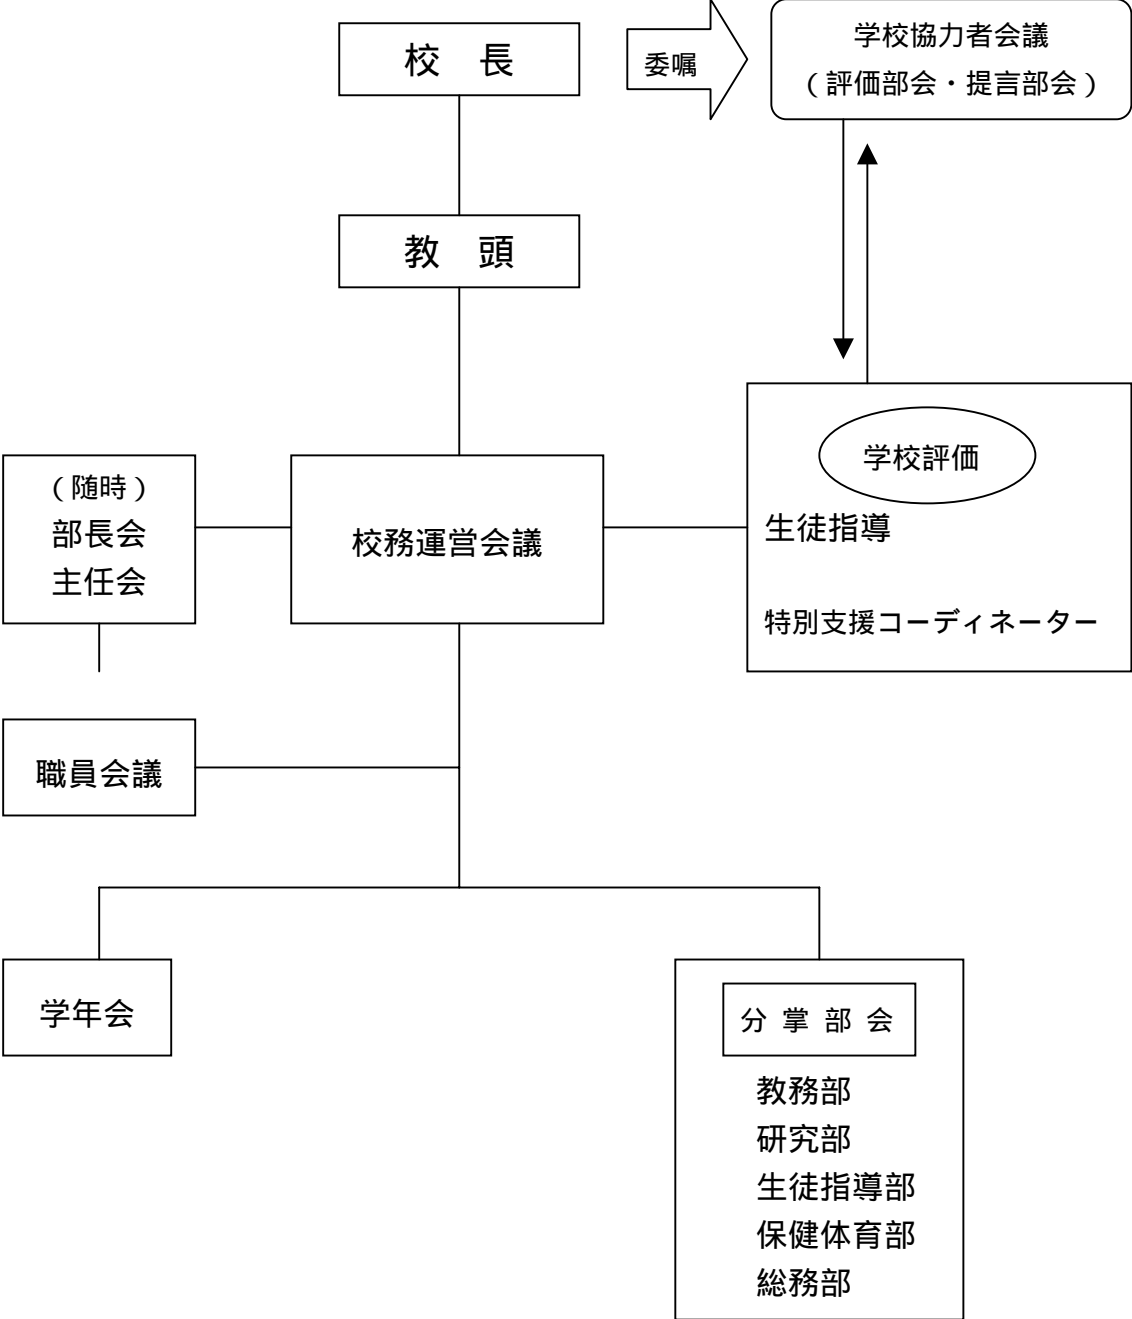 校　長
委嘱
学校協力者会議
（評価部会・提言部会）
教　頭
学校評価
生徒指導
特別支援コーディネーター
（随時）
部長会
主任会
校務運営会議
職員会議
学年会
分 掌 部 会
教務部
研究部
生徒指導部
保健体育部
総務部